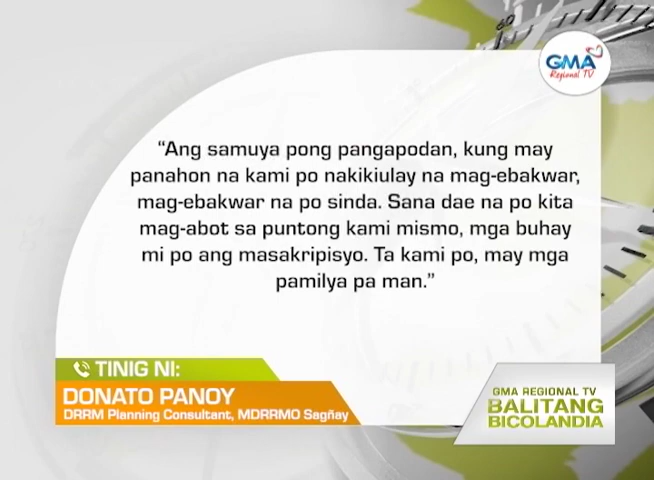 60
GMA
Regional TV
“Ang samuya pong pangapodan, kung may
panahon na kami po nakikiulay na mag-ebakwar,
mag-ebakwar na po sinda. Sana dae na po kita
mag-abot sa puntong kami mismo, mga buhay
mi po ang masakripisyo. Ta kami po, may mga
pamilya pa man.”
TINIG NI:
DONATO PANOY
DRRM Planning Consultant, MDRRMO Sagñay
GMA REGIONAL TV
BALITANG
BICOLANDIA